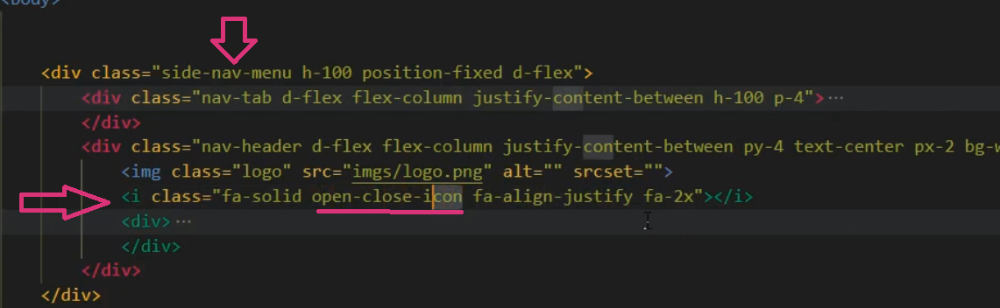 <body>
<div class="side-nav-menu h-100 position-fixed d-flex">
<div class="nav-tab d-flex flex-column justify-content-between h-100 p-4">…
</div>
<div class="nav-header d-flex flex-column justify-content-between py-4 text-center px-2 bg-w
<img class="logo" src="imgs/logo.png" alt="" srcset="">
<i class="fa-solid open-close-icon fa-align-justify fa-2x"></i>
<div>…
</div>
</div>
</div>